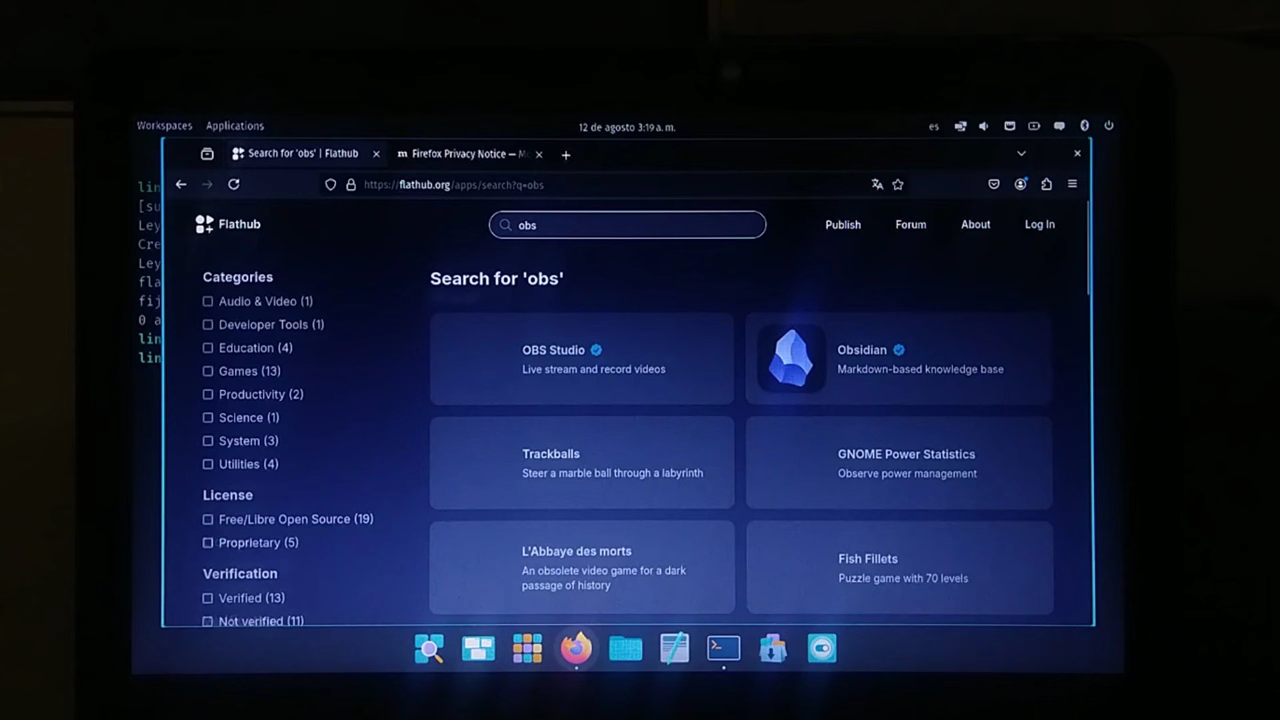 Workspaces Applications
12 de agosto 3:19 a. m.
es
Search for 'obs' | Flathub
Firefox Privacy Notice — M
https://flathub.org/apps/search?q=obs
Flathub
obs
Publish
Forum
About
Log In
lin
[su
Ley
Cre
Ley
fla
fij
0 a
lin
lin
Categories
Audio & Video (1)
Developer Tools (1)
Education (4)
Games (13)
Productivity (2)
Science (1)
System (3)
Utilities (4)
License
Free/Libre Open Source (19)
Proprietary (5)
Verification
Verified (13)
Not verified (11)
Search for 'obs'
OBS Studio
Live stream and record videos
Obsidian
Markdown-based knowledge base
Trackballs
Steer a marble ball through a labyrinth
GNOME Power Statistics
Observe power management
L'Abbaye des morts
An obsolete video game for a dark
passage of history
Fish Fillets
Puzzle game with 70 levels